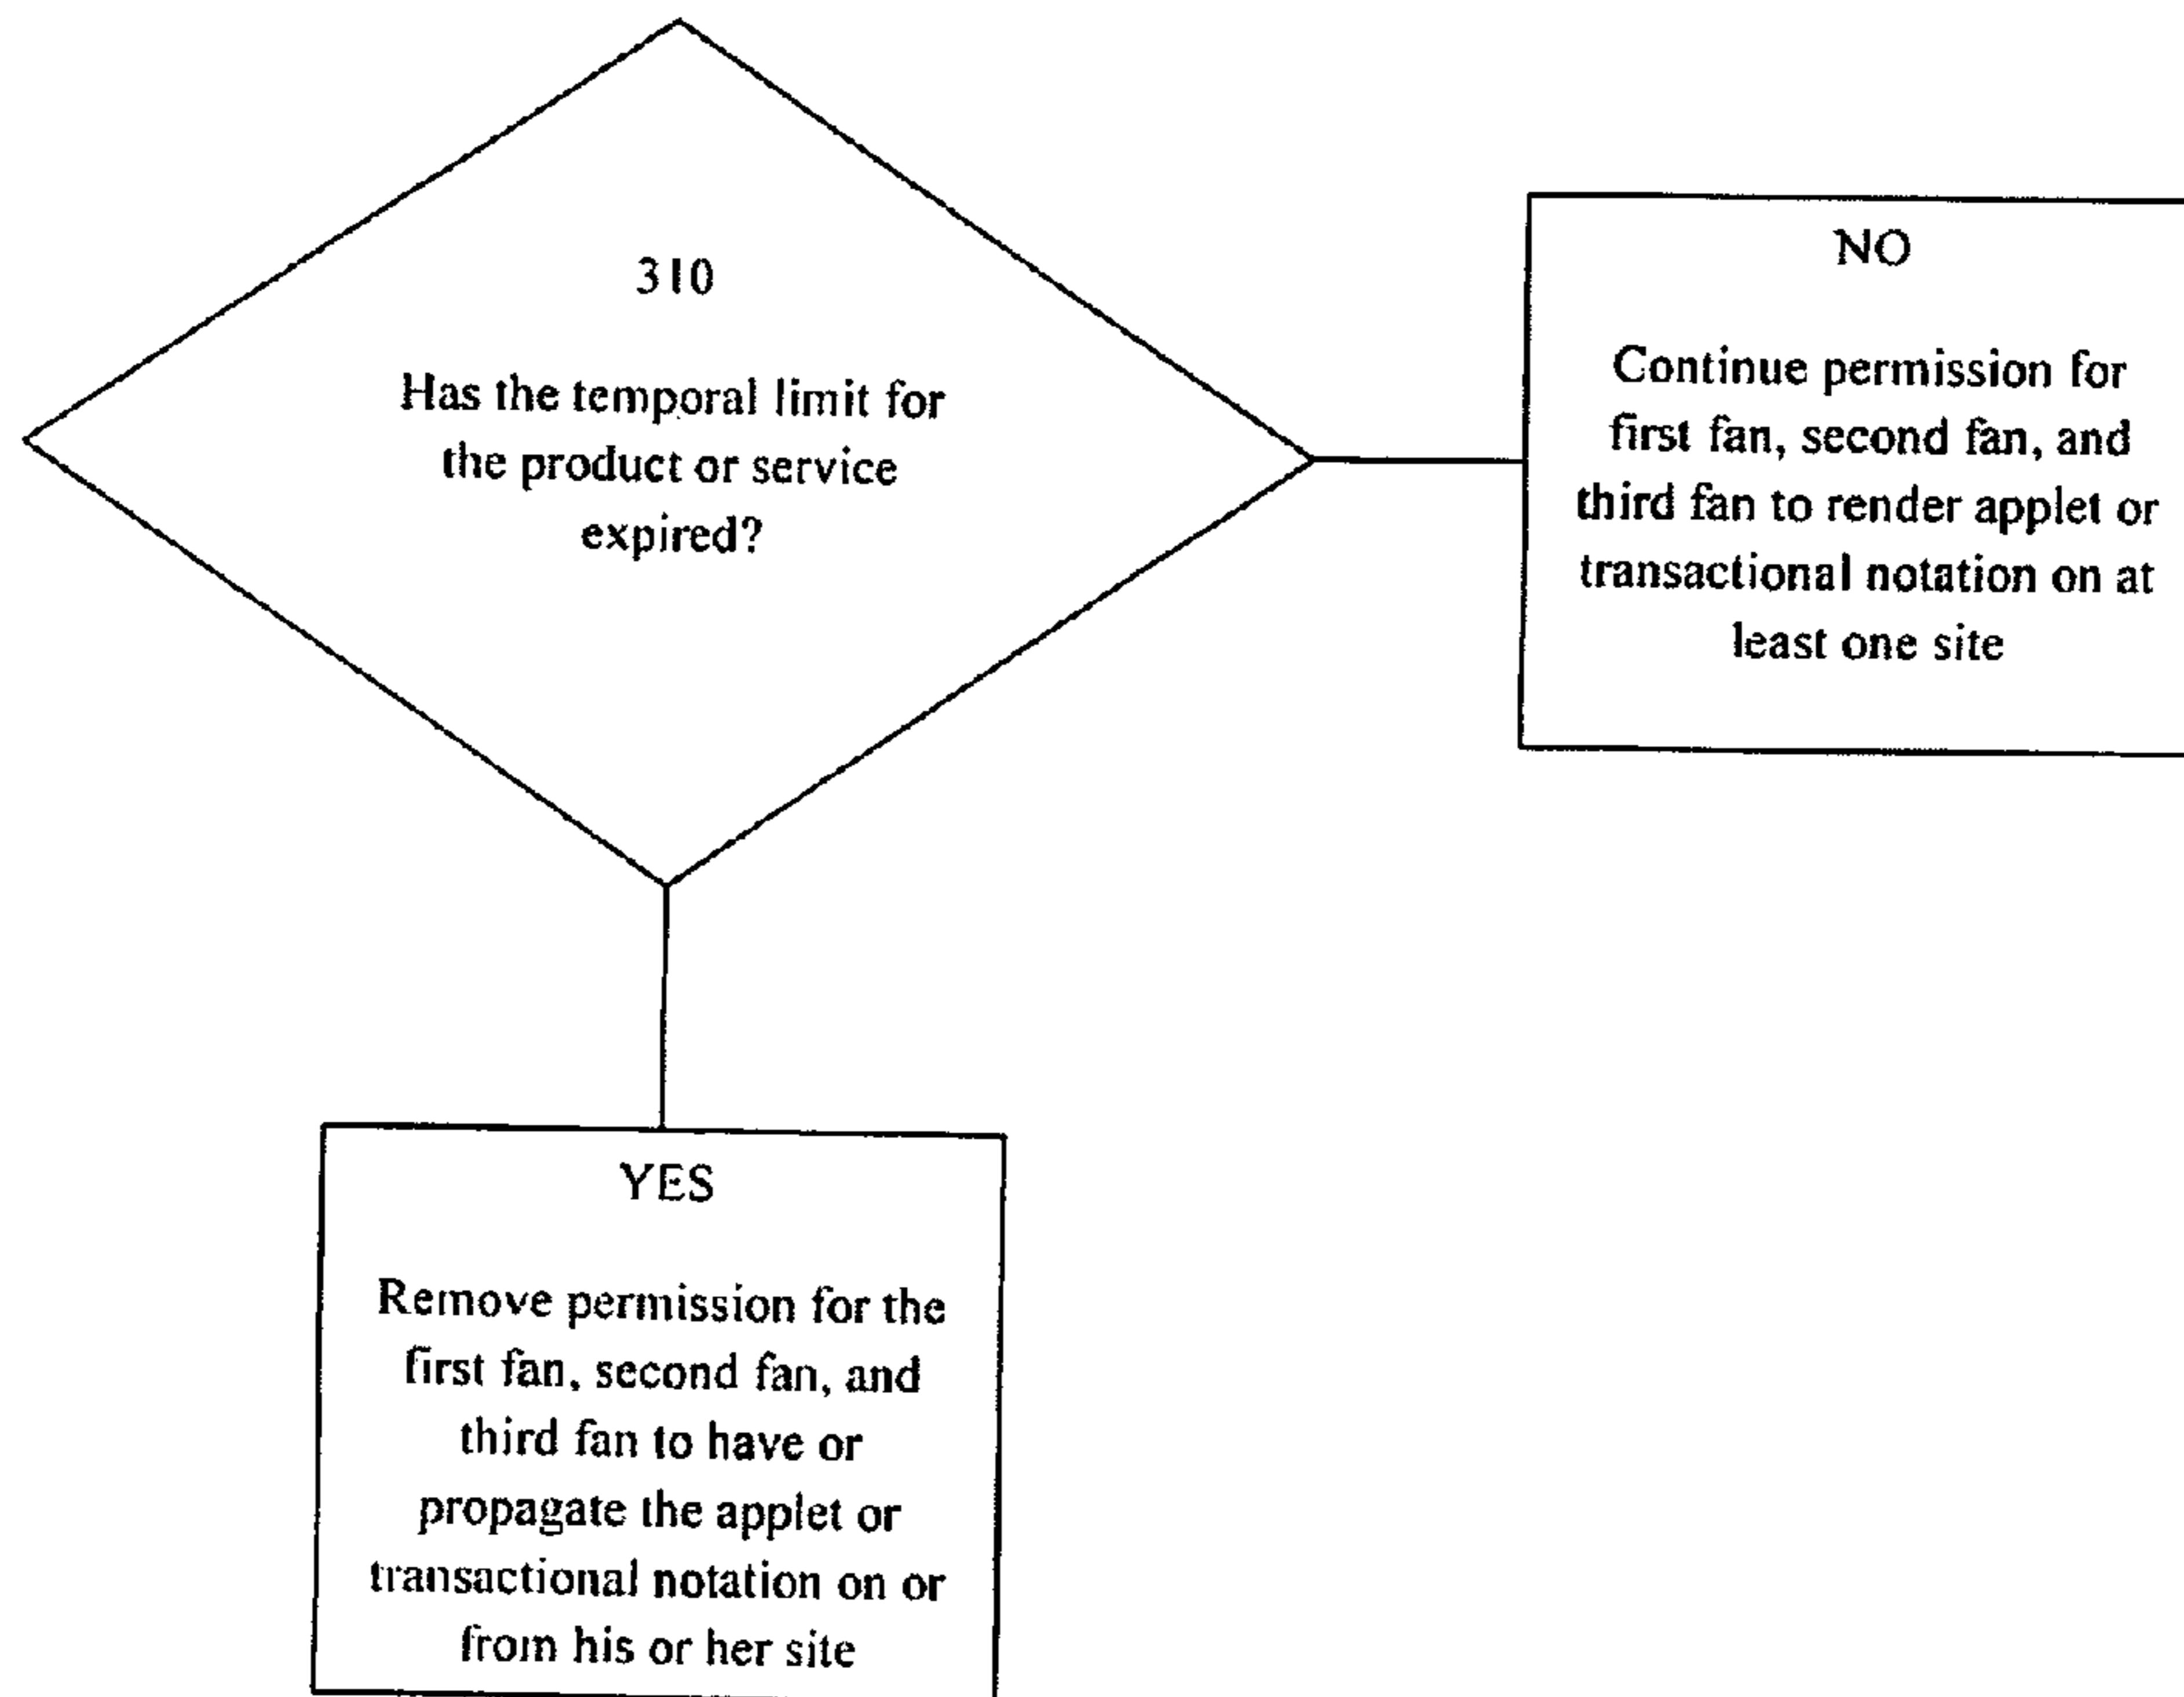 310
Has the temporal limit for
the product or service
expired?
NO
Continue permission for
first fan, second fan, and
third fan to render applet or
transactional notation on at
least one site
YES
Remove permission for the
first fan, second fan, and
third fan to have or
propagate the applet or
transactional notation on or
from his or her site